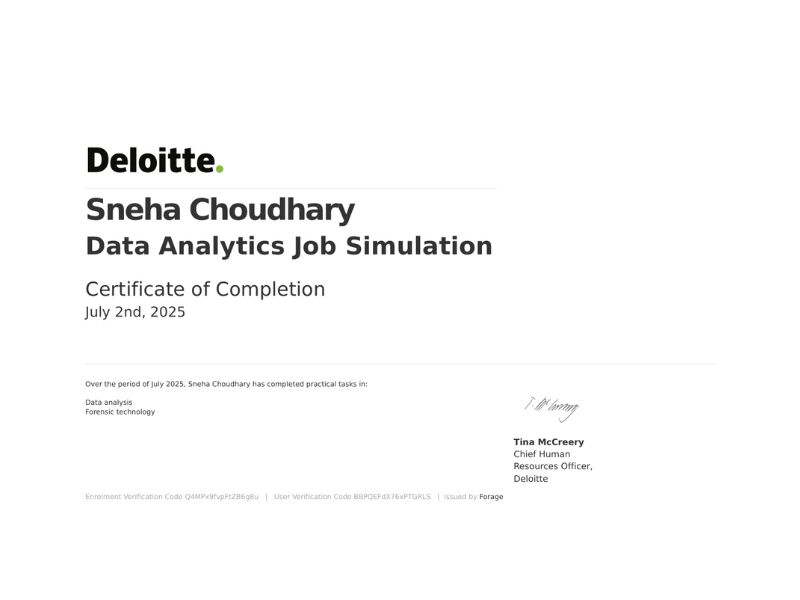 Deloitte.
Sneha Choudhary
Data Analytics Job Simulation
Certificate of Completion
July 2nd, 2025
Over the period of July 2025, Sneha Choudhary has completed practical tasks in:
Data analysis
Forensic technology
Tina McCreery
Chief Human
Resources Officer,
Deloitte
Enrolment Verification Code Q4MPx9fvpFtZB6g8u | User Verification Code BBPQEFdX76xPTGRLS | Issued by Forage